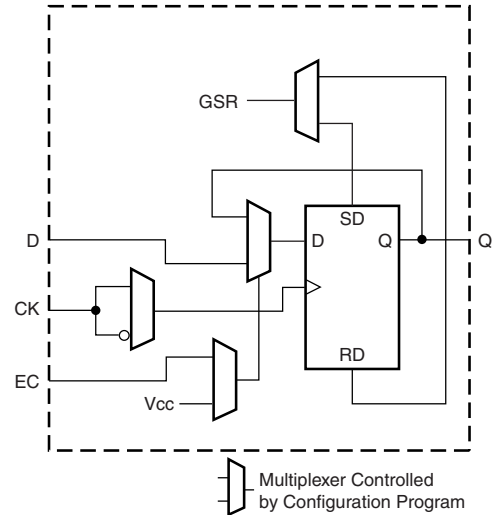 GSR
SD
D
D
Q
Q
CK
RD
EC
Vcc
Multiplexer Controlled
by Configuration Program